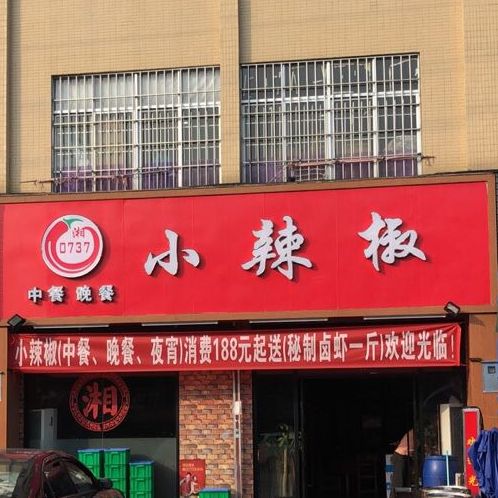 湘
0737
小辣椒
中餐 晚餐
小辣椒(中餐、晚餐、夜宵)消费188元起送(秘制卤虾一斤)欢迎光临!
湘